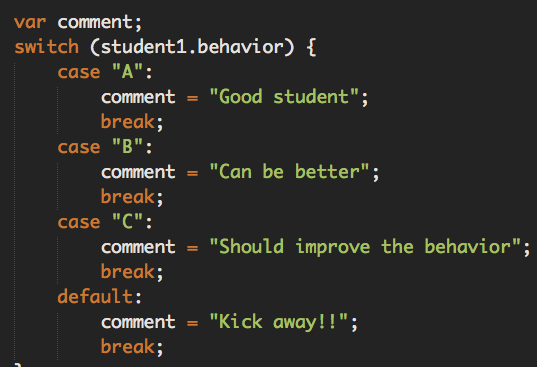 var comment;
switch (student1.behavior) {
    case "A":
        comment = "Good student";
        break;
    case "B":
        comment = "Can be better";
        break;
    case "C":
        comment = "Should improve the behavior";
        break;
    default:
        comment = "Kick away!!";
        break;
}